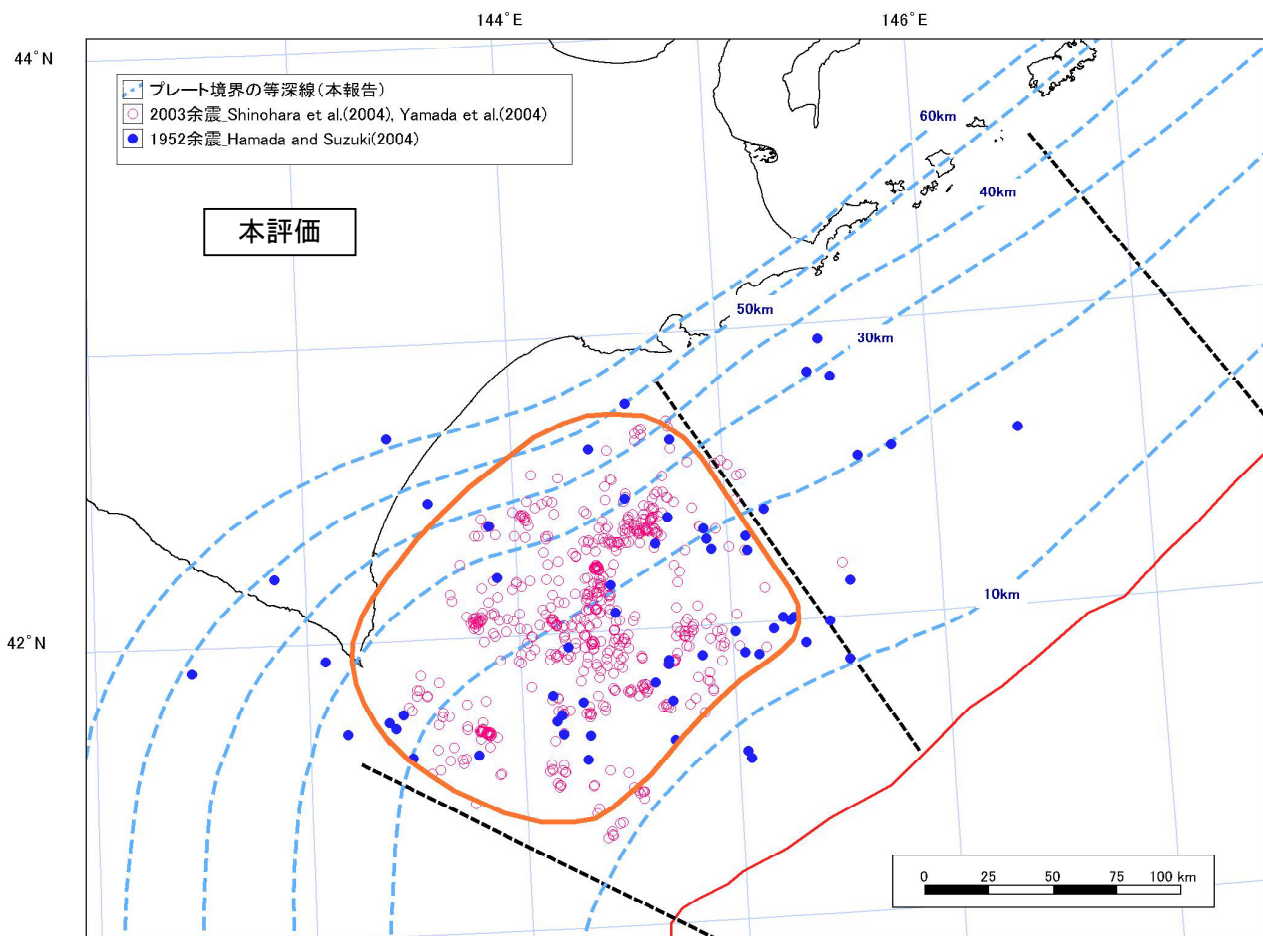 144°E
146°E
44°N
プレート境界の等深線(本報告)
2003余震_Shinohara et al.(2004), Yamada et al.(2004)
1952余震_Hamada and Suzuki(2004)
60km
本評価
40km
50km
30km
10km
42°N
0 25 50 75 100 km